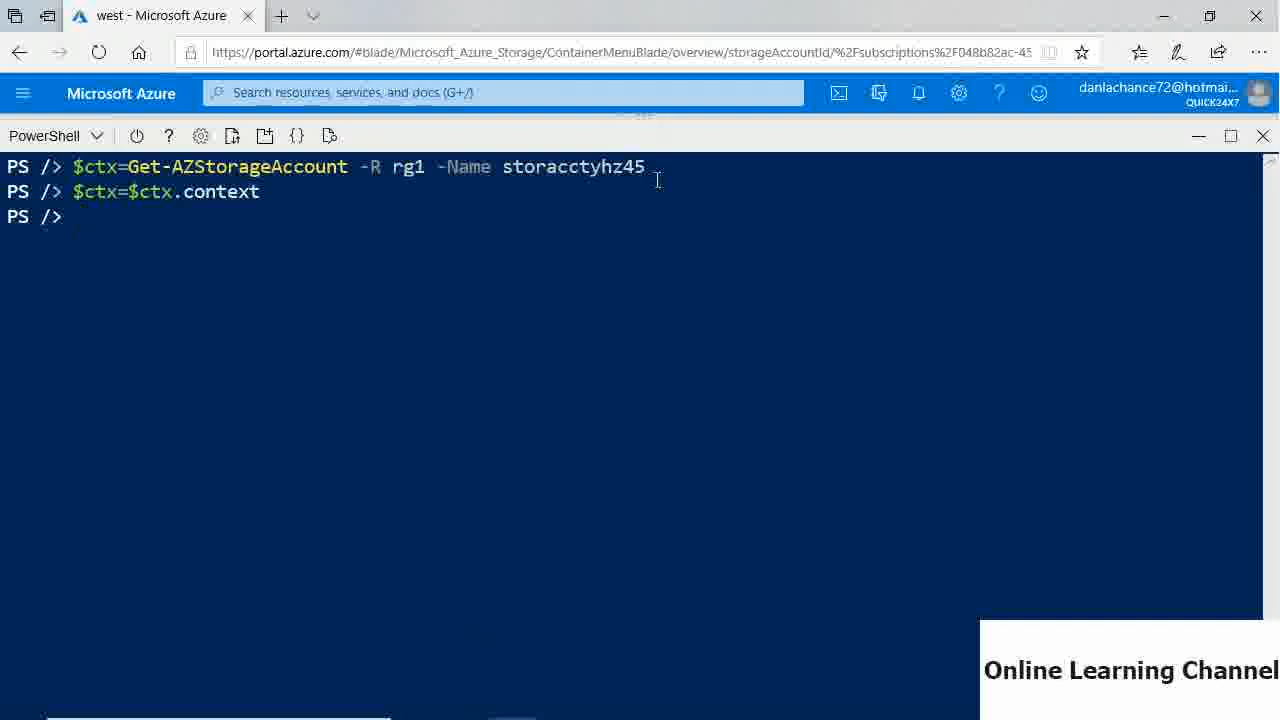 west - Microsoft Azure
https://portal.azure.com/#blade/Microsoft_Azure_Storage/ContainerMenuBlade/overview/storageAccountId/%2Fsubscriptions%2F048b82ac-45
Microsoft Azure
Search resources, services, and docs (G+/)
danlachance72@hotmai...
QUICK24X7
PowerShell
PS /> $ctx=Get-AZStorageAccount -R rg1 -Name storacctyhz45
PS /> $ctx=$ctx.context
PS />
Online Learning Channel